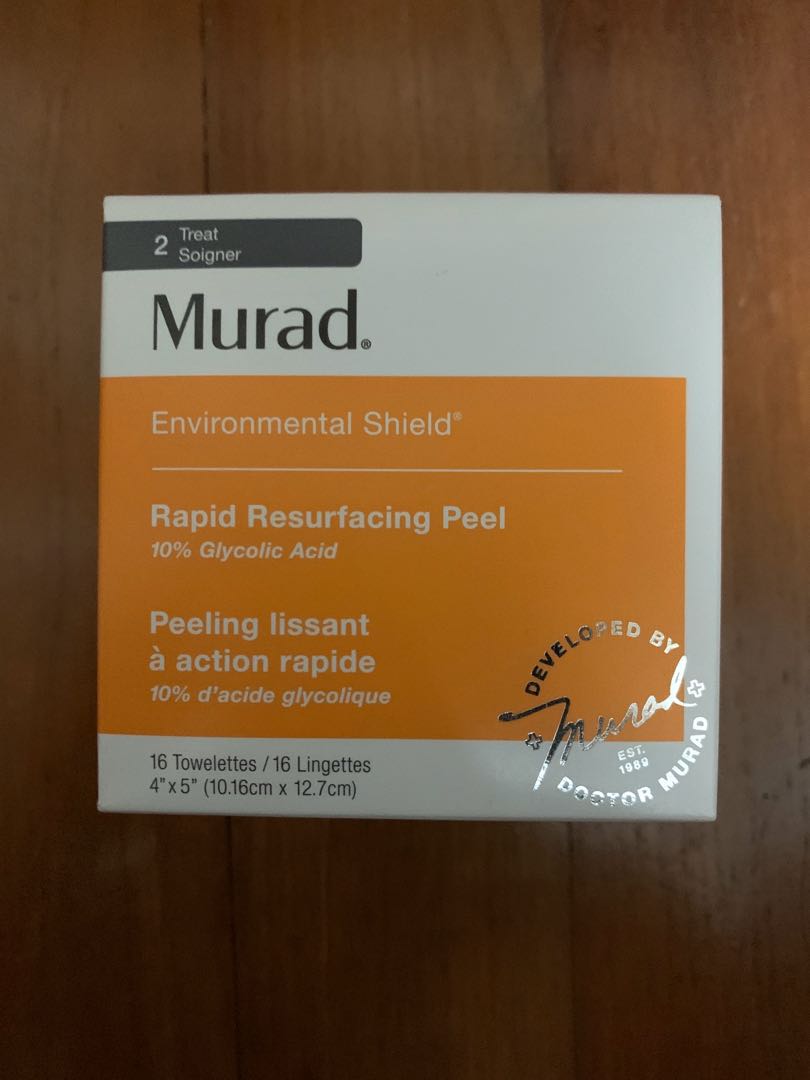 2 Treat
Soigner
Murad®
Environmental Shield®
Rapid Resurfacing Peel
10% Glycolic Acid
Peeling lissant
à action rapide
10% d'acide glycolique
16 Towelettes / 16 Lingettes
4” x 5” (10.16cm x 12.7cm)
DEVELOPED BY
Murad
EST.
1989
DOCTOR MURAD